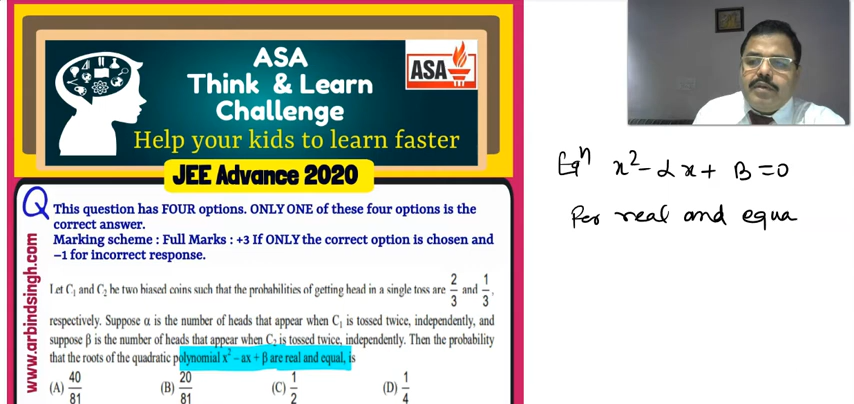 ASA
Think & Learn
Challenge
Help your kids to learn faster
ASA
JEE Advance 2020
Q This question has FOUR options. ONLY ONE of these four options is the
correct answer.
Marking scheme : Full Marks : +3 If ONLY the correct option is chosen and
–1 for incorrect response.
Let C₁ and C₂ be two biased coins such that the probabilities of getting head in a single toss are 2/3 and 1/3,
respectively. Suppose α is the number of heads that appear when C₁ is tossed twice, independently, and
suppose β is the number of heads that appear when C₂ is tossed twice, independently. Then the probability
that the roots of the quadratic polynomial x² – ax + β are real and equal, is
(A) 40/81 (B) 20/81 (C) 1/2 (D) 1/4
www.arbindsingh.com
Eqⁿ x² - αx + β = 0
For real and equa